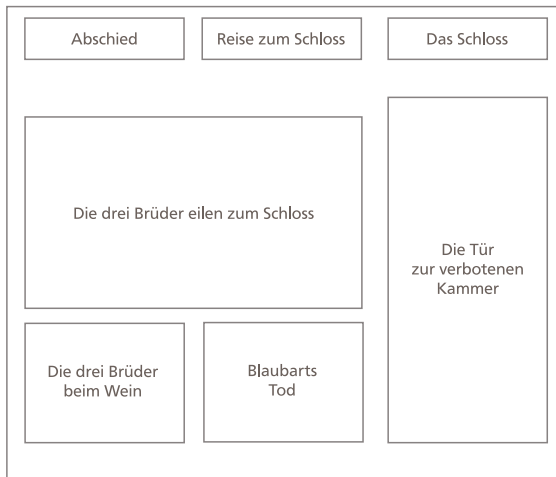 Abschied
Reise zum Schloss
Das Schloss
Die drei Brüder eilen zum Schloss
Die Tür
zur verbotenen
Kammer
Die drei Brüder
beim Wein
Blaubarts
Tod